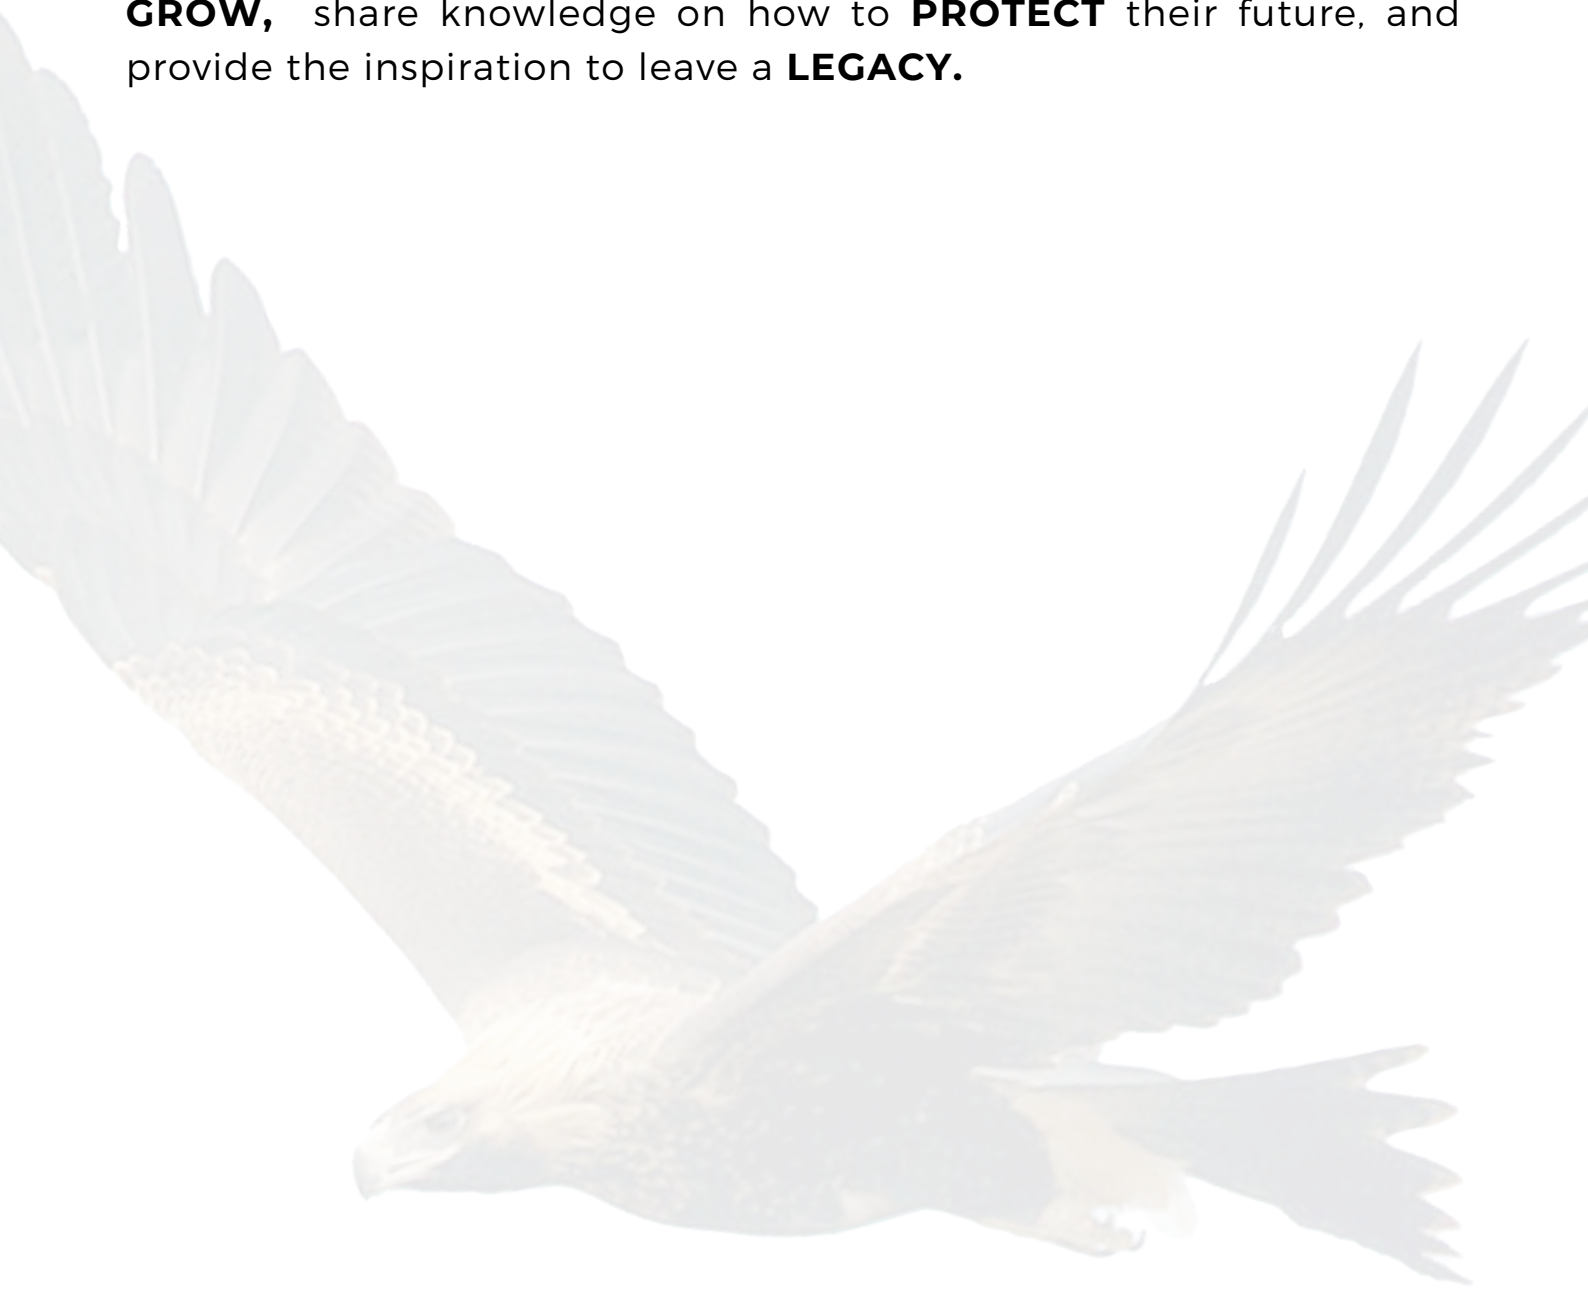 GROW, share knowledge on how to PROTECT their future, and
provide the inspiration to leave a LEGACY.